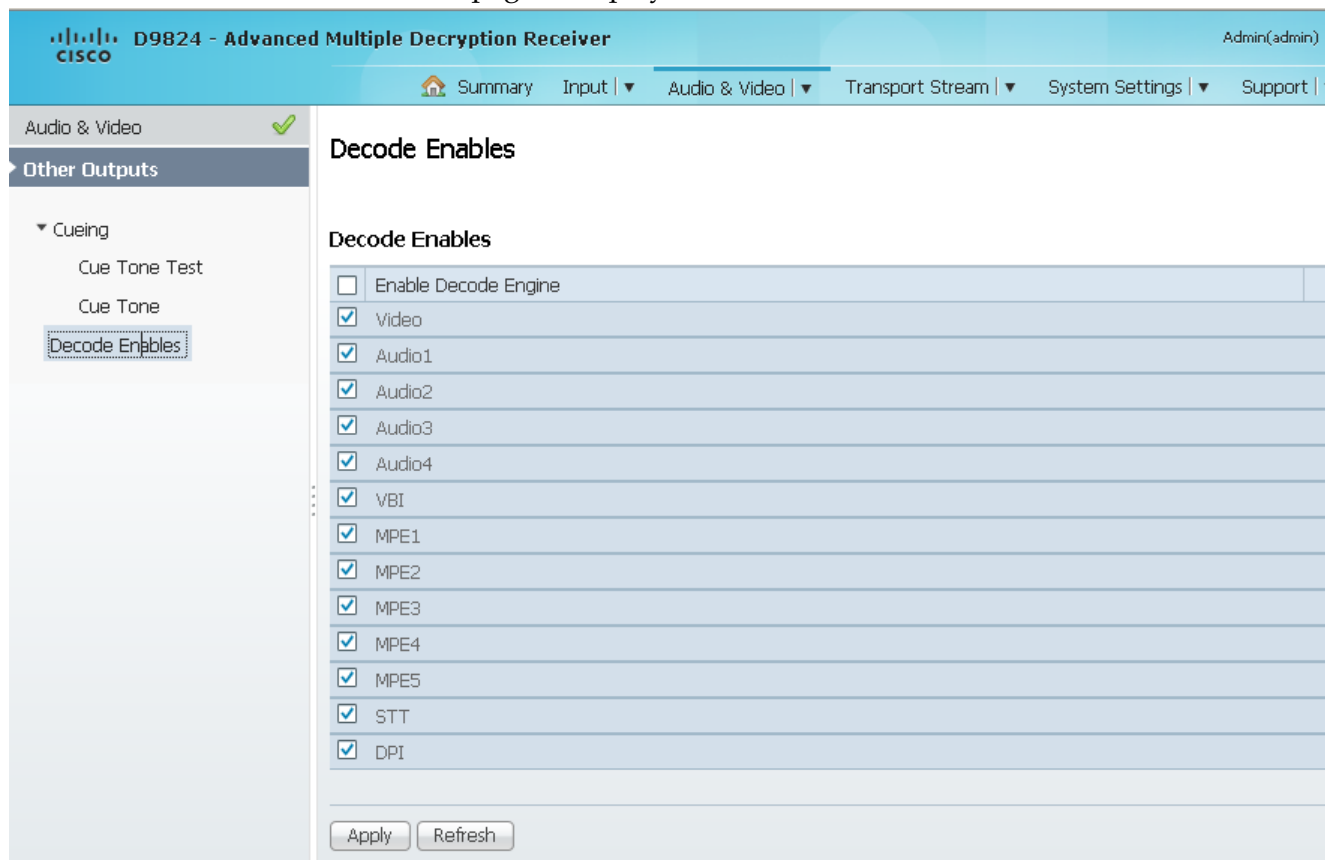 CISCO D9824 - Advanced Multiple Decryption Receiver Admin(admin)
Summary Input Audio & Video Transport Stream System Settings Support
Audio & Video
Other Outputs
Cueing
Cue Tone Test
Cue Tone
Decode Enables
Decode Enables
Decode Enables
Enable Decode Engine
Video
Audio1
Audio2
Audio3
Audio4
VBI
MPE1
MPE2
MPE3
MPE4
MPE5
STT
DPI
Apply Refresh